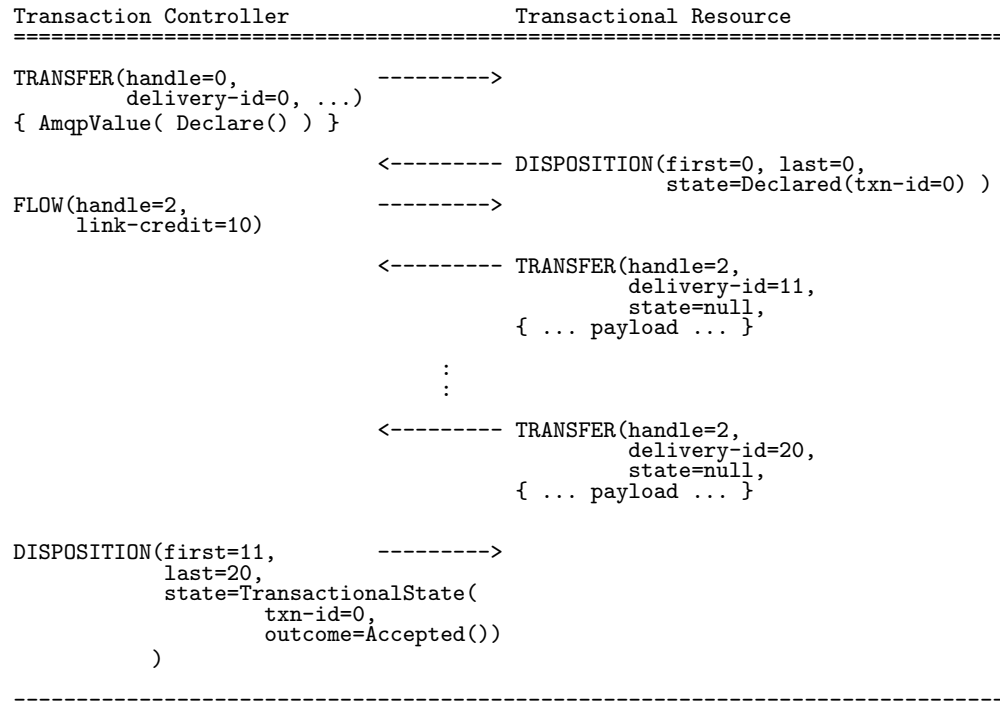 Transaction Controller                  Transactional Resource
===============================================================================
TRANSFER(handle=0,           --------->
         delivery-id=0, ...)
{ AmqpValue( Declare() ) }
                             <--------- DISPOSITION(first=0, last=0,
                                                    state=Declared(txn-id=0) )
FLOW(handle=2,               --------->
     link-credit=10)
                             <--------- TRANSFER(handle=2,
                                                 delivery-id=11,
                                                 state=null,
                                        { ... payload ... }
                                  :
                                  :
                             <--------- TRANSFER(handle=2,
                                                 delivery-id=20,
                                                 state=null,
                                        { ... payload ... }
DISPOSITION(first=11,        --------->
            last=20,
            state=TransactionalState(
                    txn-id=0,
                    outcome=Accepted())
           )
-------------------------------------------------------------------------------